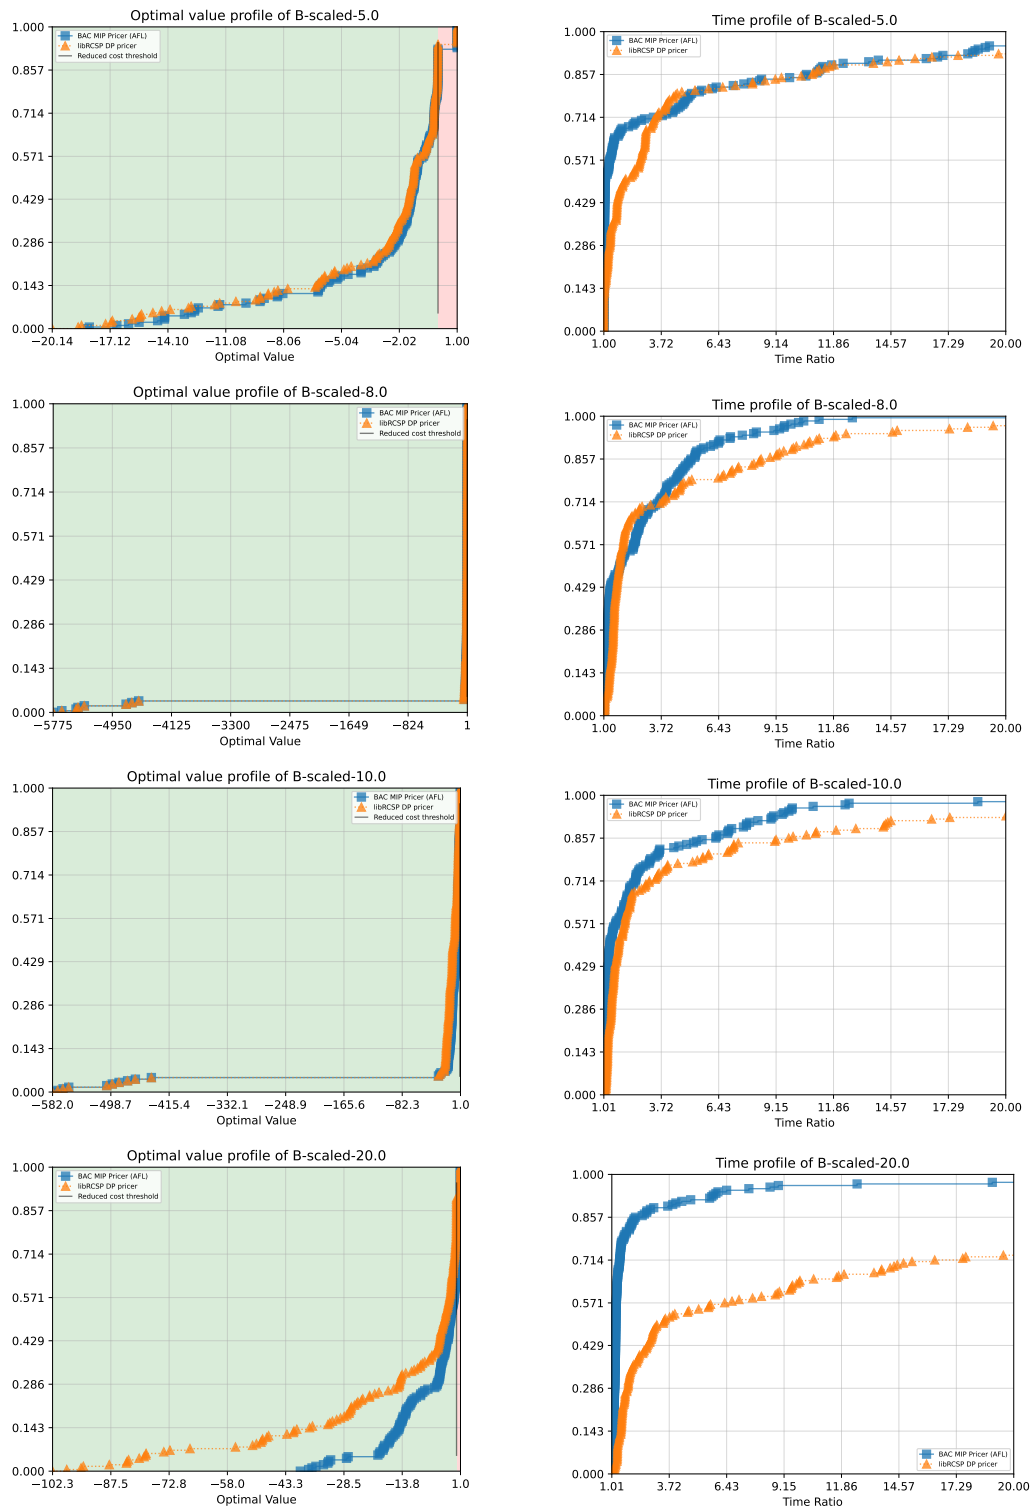 Optimal value profile of B-scaled-5.0
1.000
0.857
0.714
0.571
0.429
0.286
0.143
0.000
BAC MIP Pricer (AFL)
libRCSP DP pricer
Reduced cost threshold
−20.14 −17.12 −14.10 −11.08 −8.06 −5.04 −2.02 1.00
Optimal Value
Time profile of B-scaled-5.0
1.000
0.857
0.714
0.571
0.429
0.286
0.143
0.000
BAC MIP Pricer (AFL)
libRCSP DP pricer
1.00 3.72 6.43 9.14 11.86 14.57 17.29 20.00
Time Ratio
Optimal value profile of B-scaled-8.0
1.000
0.857
0.714
0.571
0.429
0.286
0.143
0.000
BAC MIP Pricer (AFL)
libRCSP DP pricer
Reduced cost threshold
−5775 −4950 −4125 −3300 −2475 −1649 −824 1
Optimal Value
Time profile of B-scaled-8.0
1.000
0.857
0.714
0.571
0.429
0.286
0.143
0.000
BAC MIP Pricer (AFL)
libRCSP DP pricer
1.00 3.72 6.43 9.14 11.86 14.57 17.29 20.00
Time Ratio
Optimal value profile of B-scaled-10.0
1.000
0.857
0.714
0.571
0.429
0.286
0.143
0.000
BAC MIP Pricer (AFL)
libRCSP DP pricer
Reduced cost threshold
−582.0 −498.7 −415.4 −332.1 −248.9 −165.6 −82.3 1.0
Optimal Value
Time profile of B-scaled-10.0
1.000
0.857
0.714
0.571
0.429
0.286
0.143
0.000
BAC MIP Pricer (AFL)
libRCSP DP pricer
1.01 3.72 6.43 9.15 11.86 14.57 17.29 20.00
Time Ratio
Optimal value profile of B-scaled-20.0
1.000
0.857
0.714
0.571
0.429
0.286
0.143
0.000
BAC MIP Pricer (AFL)
libRCSP DP pricer
Reduced cost threshold
−102.3 −87.5 −72.8 −58.0 −43.3 −28.5 −13.8 1.0
Optimal Value
Time profile of B-scaled-20.0
1.000
0.857
0.714
0.571
0.429
0.286
0.143
0.000
BAC MIP Pricer (AFL)
libRCSP DP pricer
1.01 3.72 6.43 9.15 11.86 14.57 17.29 20.00
Time Ratio